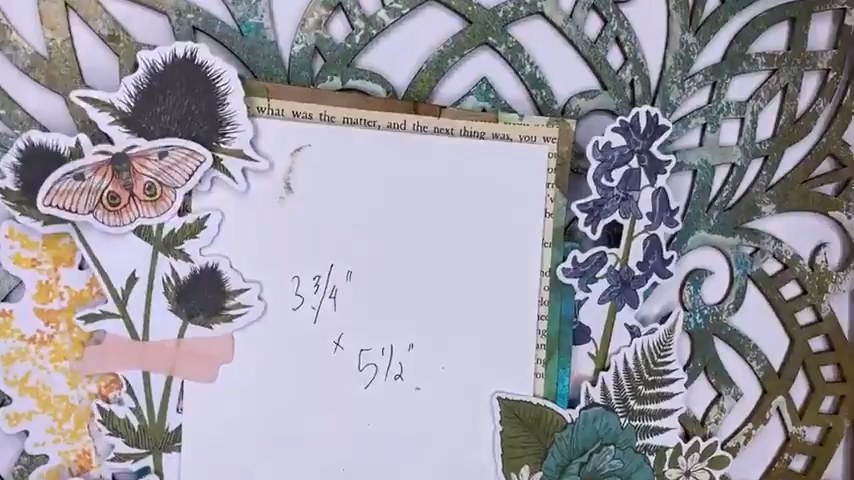 what was the matter, and the next thing was, you we
3 3/4"
x
5 1/2"